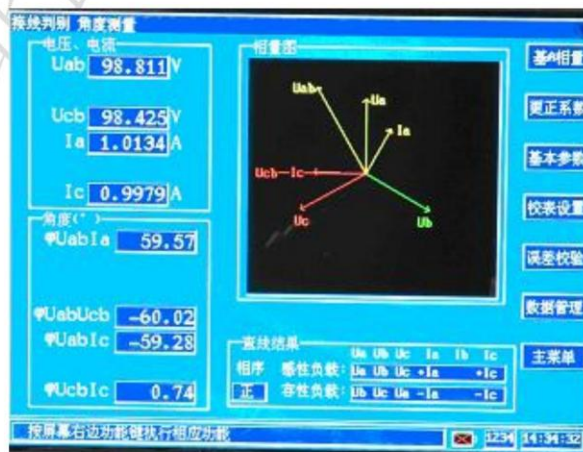 接线判别 角度测量
电压、电流
Uab 98.811 V
Ucb 98.425 V
Ia 1.0134 A
Ic 0.9979 A
角度(°)
φUabIa 59.57
φUabUcb -60.02
φUabIc -59.28
φUcbIc 0.74
相量图
Uab
Ua
Ia
Ucb Ic
Uc
Ub
查线结果
Ua Ub Uc Ia Ib Ic
相序 感性负载: Ua Ub Uc +Ia +Ic
正 容性负载: Ub Uc Ua -Ia -Ic
更正系数
基本参数
校表设置
误差校验
数据管理
主菜单
按屏幕右边功能键执行相应功能
1234 14:34:32